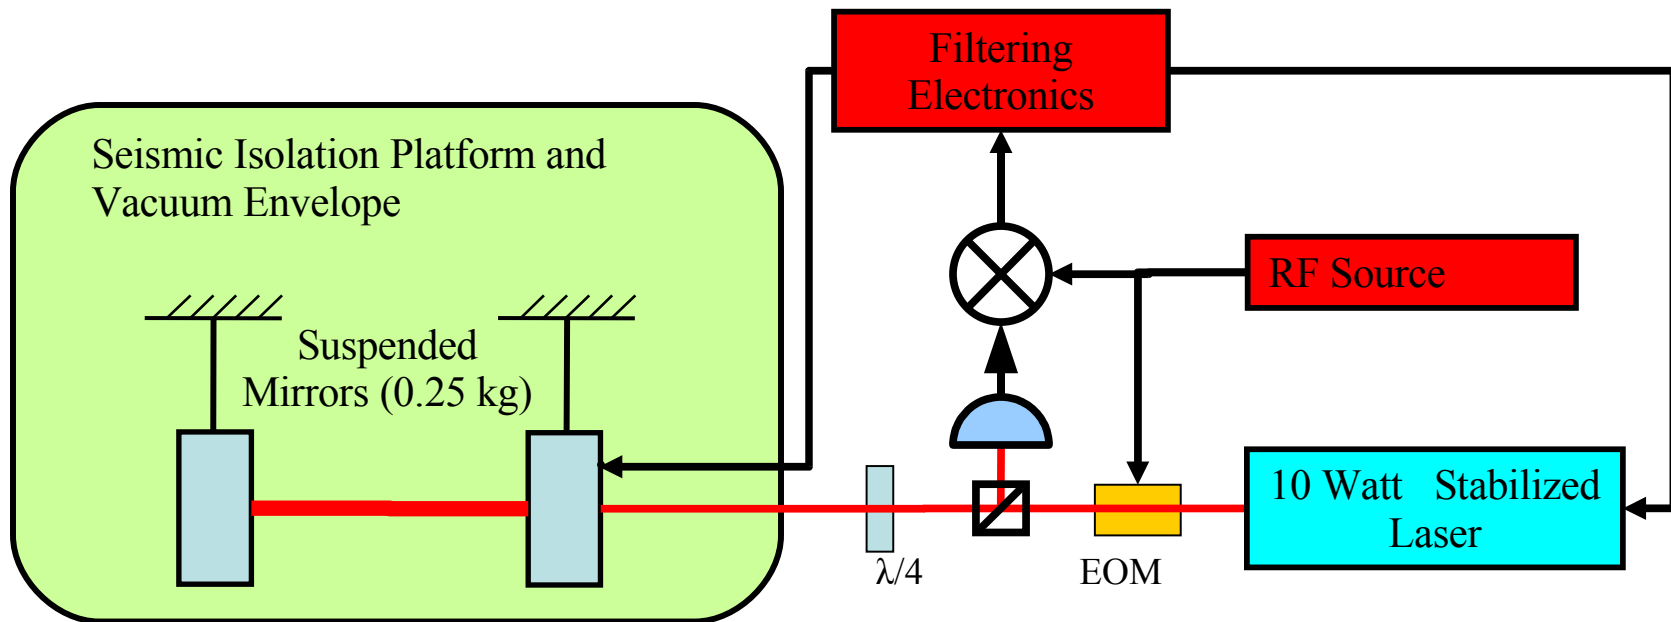 Filtering
Electronics
Seismic Isolation Platform and
Vacuum Envelope
RF Source
Suspended
Mirrors (0.25 kg)
10 Watt Stabilized
Laser
λ/4
EOM